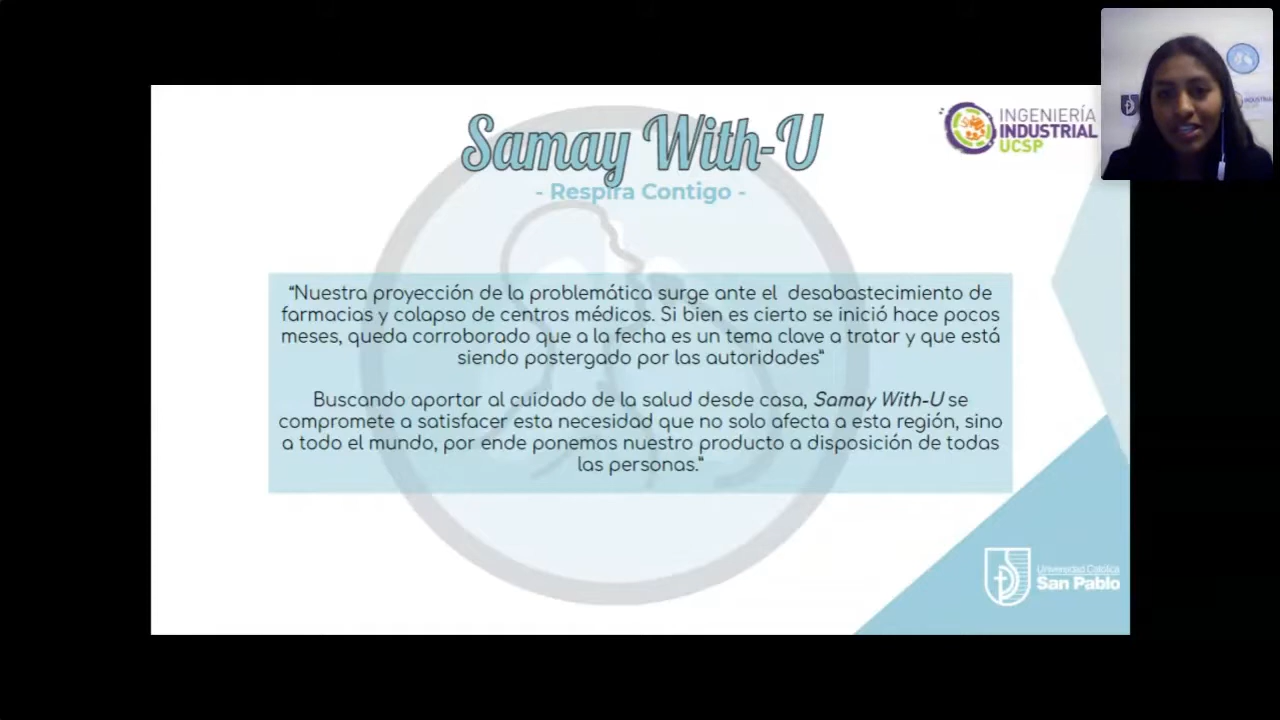 Samay With-U
- Respira Contigo -
INGENIERÍA
INDUSTRIAL
UCSP
INDUSTRIAL
“Nuestra proyección de la problemática surge ante el desabastecimiento de
farmacias y colapso de centros médicos. Si bien es cierto se inició hace pocos
meses, queda corroborado que a la fecha es un tema clave a tratar y que está
siendo postergado por las autoridades”
Buscando aportar al cuidado de la salud desde casa, Samay With-U se
compromete a satisfacer esta necesidad que no solo afecta a esta región, sino
a todo el mundo, por ende ponemos nuestro producto a disposición de todas
las personas.”
Universidad Católica
San Pablo